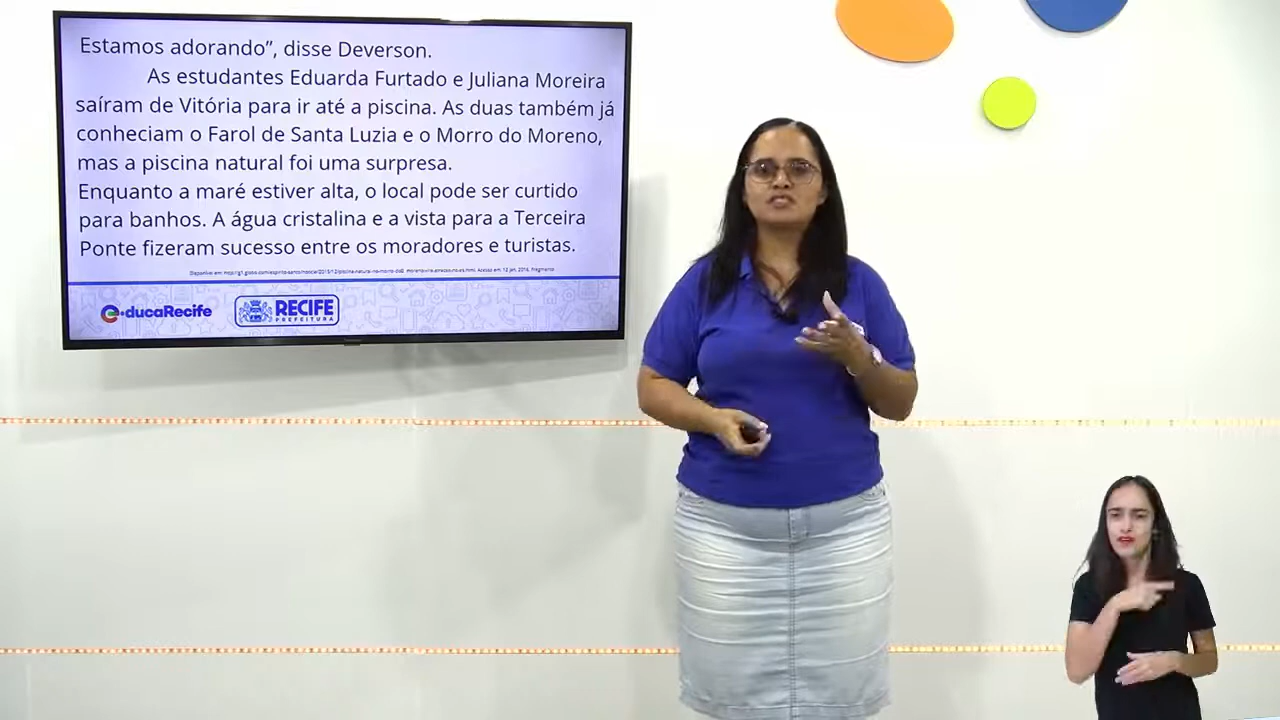 Estamos adorando”, disse Deverson.
As estudantes Eduarda Furtado e Juliana Moreira
saíram de Vitória para ir até a piscina. As duas também já
conheciam o Farol de Santa Luzia e o Morro do Moreno,
mas a piscina natural foi uma surpresa.
Enquanto a maré estiver alta, o local pode ser curtido
para banhos. A água cristalina e a vista para a Terceira
Ponte fizeram sucesso entre os moradores e turistas.
e·ducaRecife
RECIFE
PREFEITURA